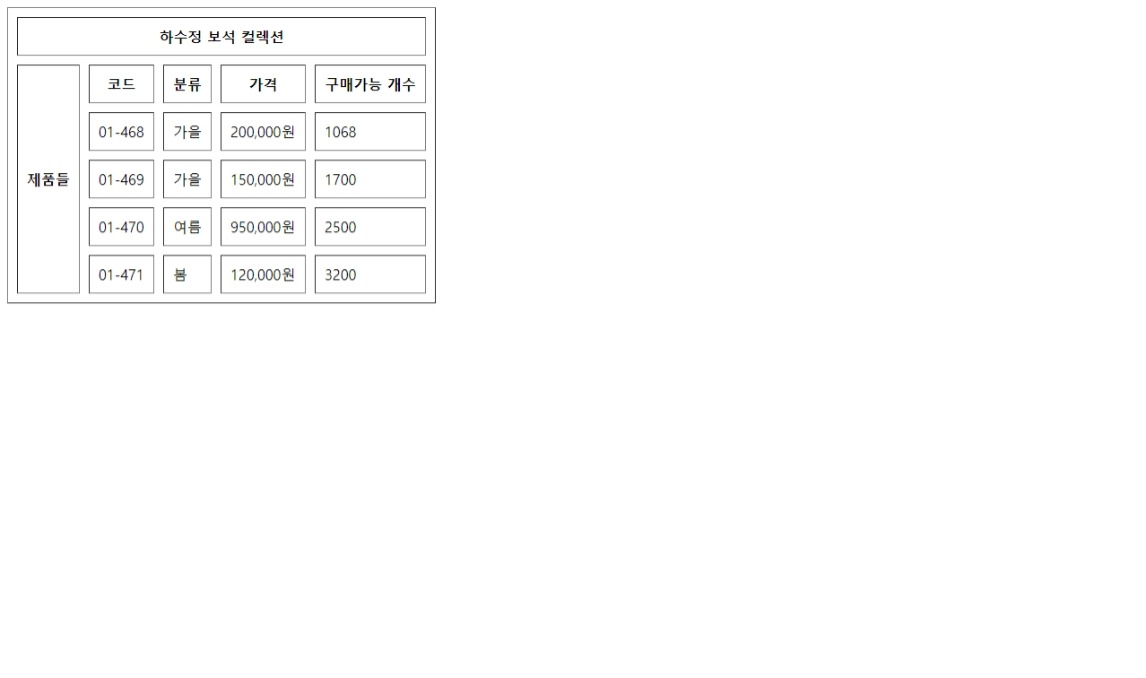 하수정 보석 컬렉션
제품들 코드 분류 가격 구매가능 개수
01-468 가을 200,000원 1068
01-469 가을 150,000원 1700
01-470 여름 950,000원 2500
01-471 봄 120,000원 3200